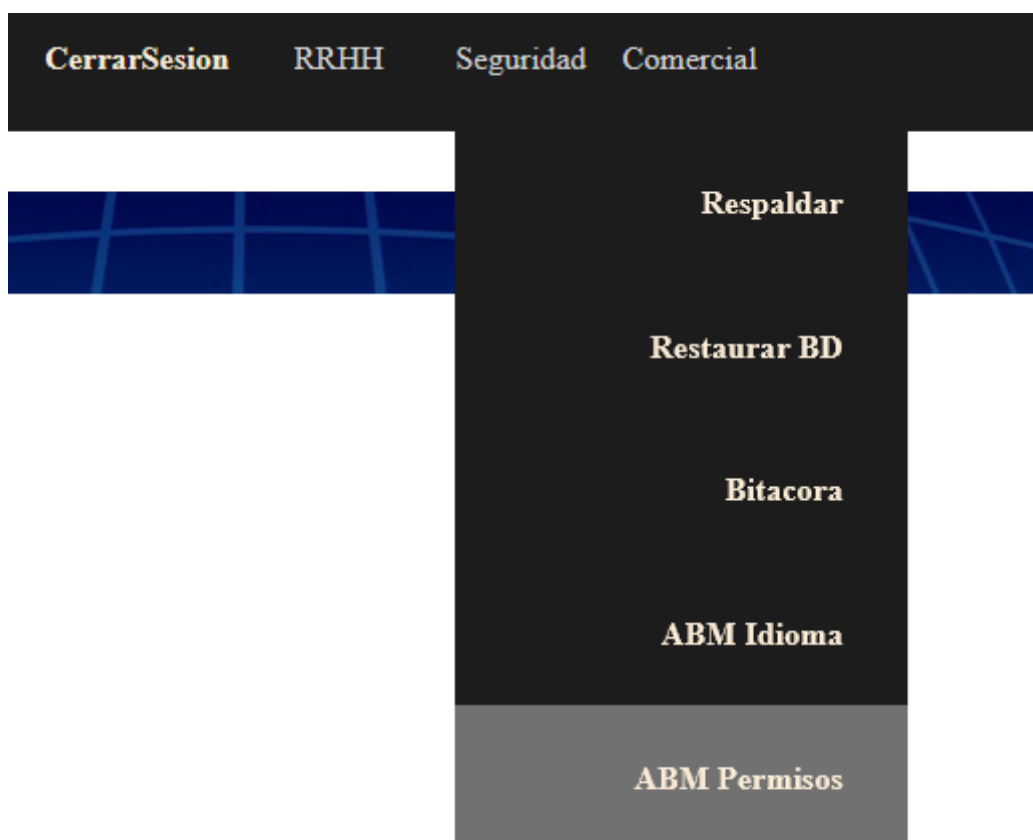 CerrarSesion RRHH Seguridad Comercial
Respaldar
Restaurar BD
Bitacora
ABM Idioma
ABM Permisos